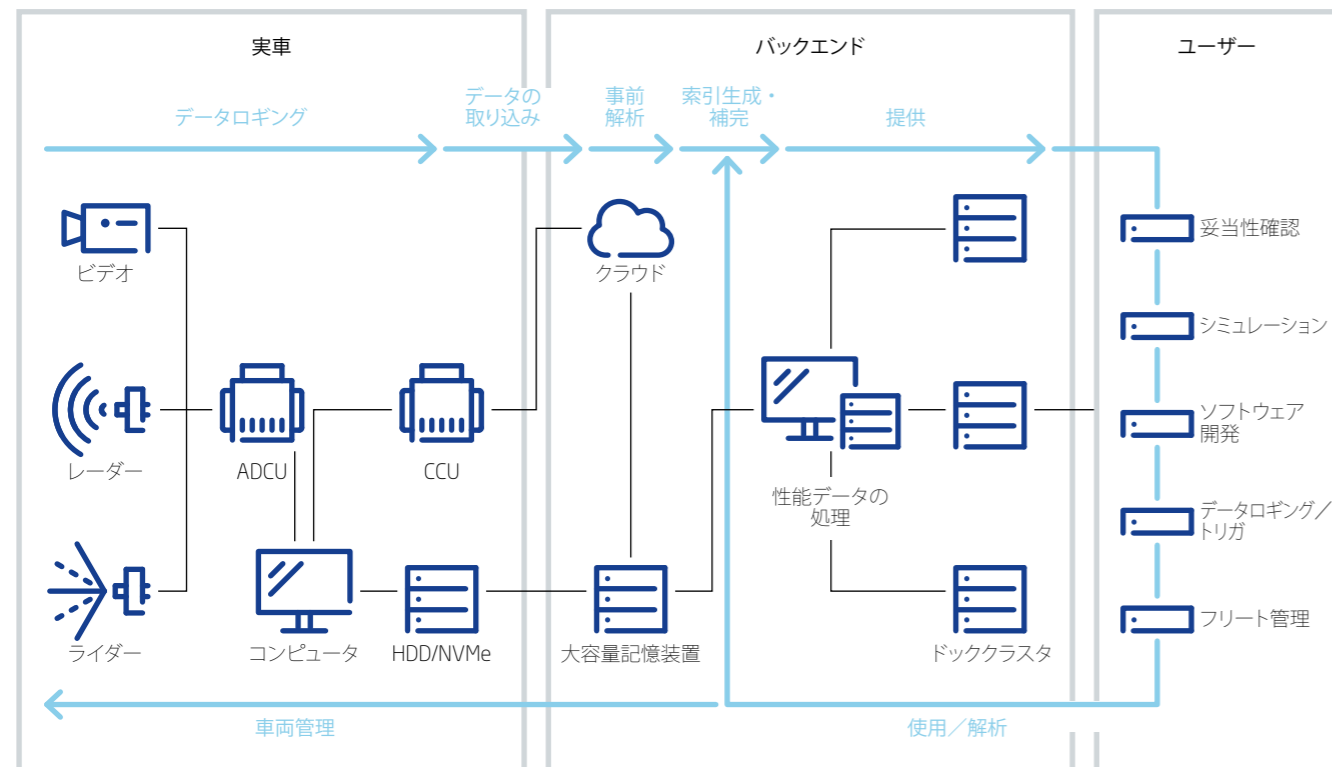 実車
バックエンド
ユーザー
データロギング
データの
取り込み
事前
解析
索引生成・
補完
提供
ビデオ
クラウド
妥当性確認
シミュレーション
レーダー
ADCU
CCU
性能データの
処理
ソフトウェア
開発
データロギング／
トリガ
ライダー
コンピュータ
HDD/NVMe
大容量記憶装置
ドッククラスタ
フリート管理
車両管理
使用／解析